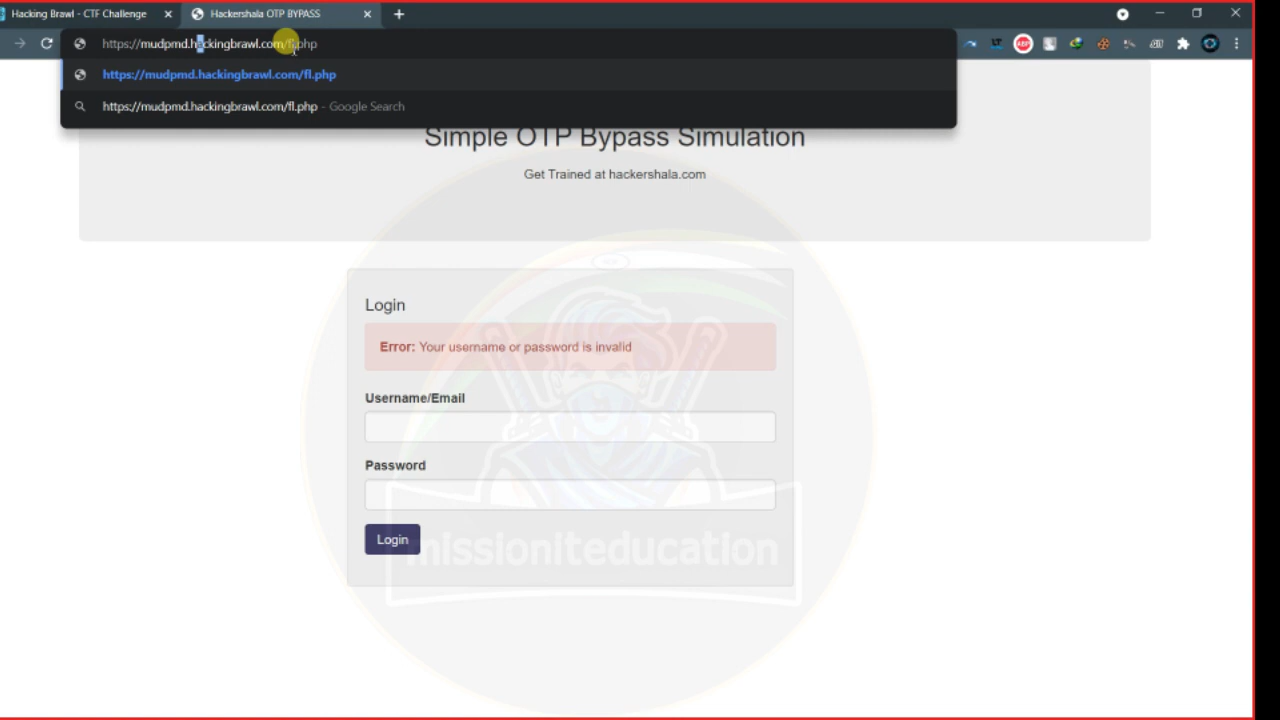 Hacking Brawl - CTF Challenge
Hackershala OTP BYPASS
https://mudpmd.hackingbrawl.com/fl.php
https://mudpmd.hackingbrawl.com/fl.php
https://mudpmd.hackingbrawl.com/fl.php - Google Search
Simple OTP Bypass Simulation
Get Trained at hackershala.com
Login
Error: Your username or password is invalid
Username/Email
Password
Login
missioniteducation